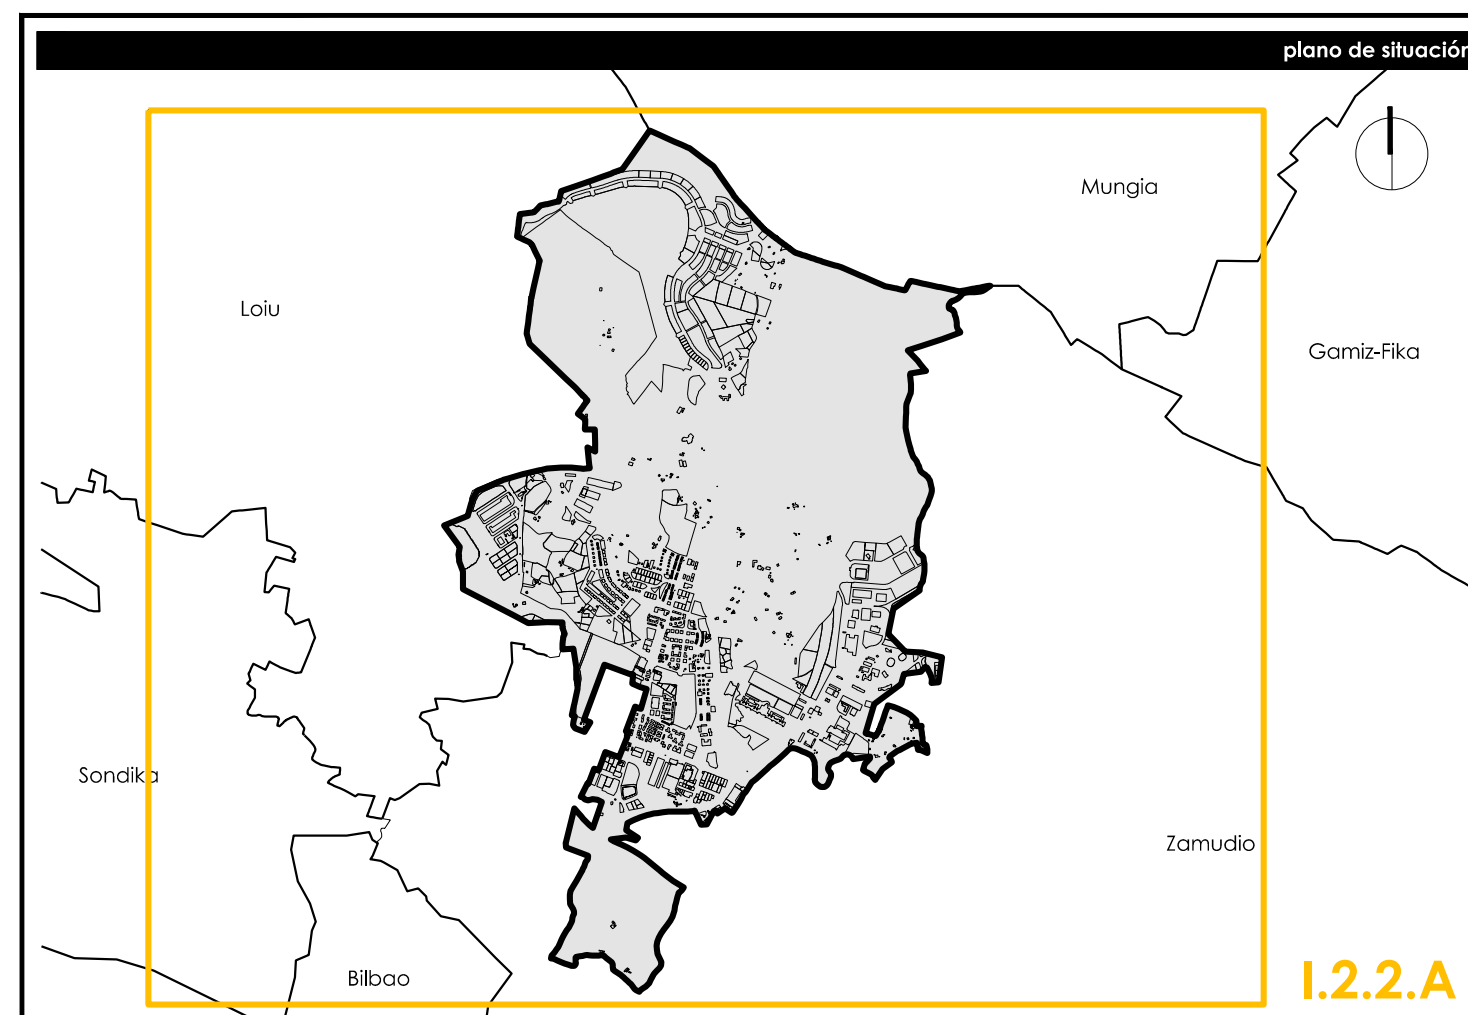 plano de situación
Mungia
Loiu
Gamiz-Fika
Sondika
Zamudio
Bilbao
I.2.2.A